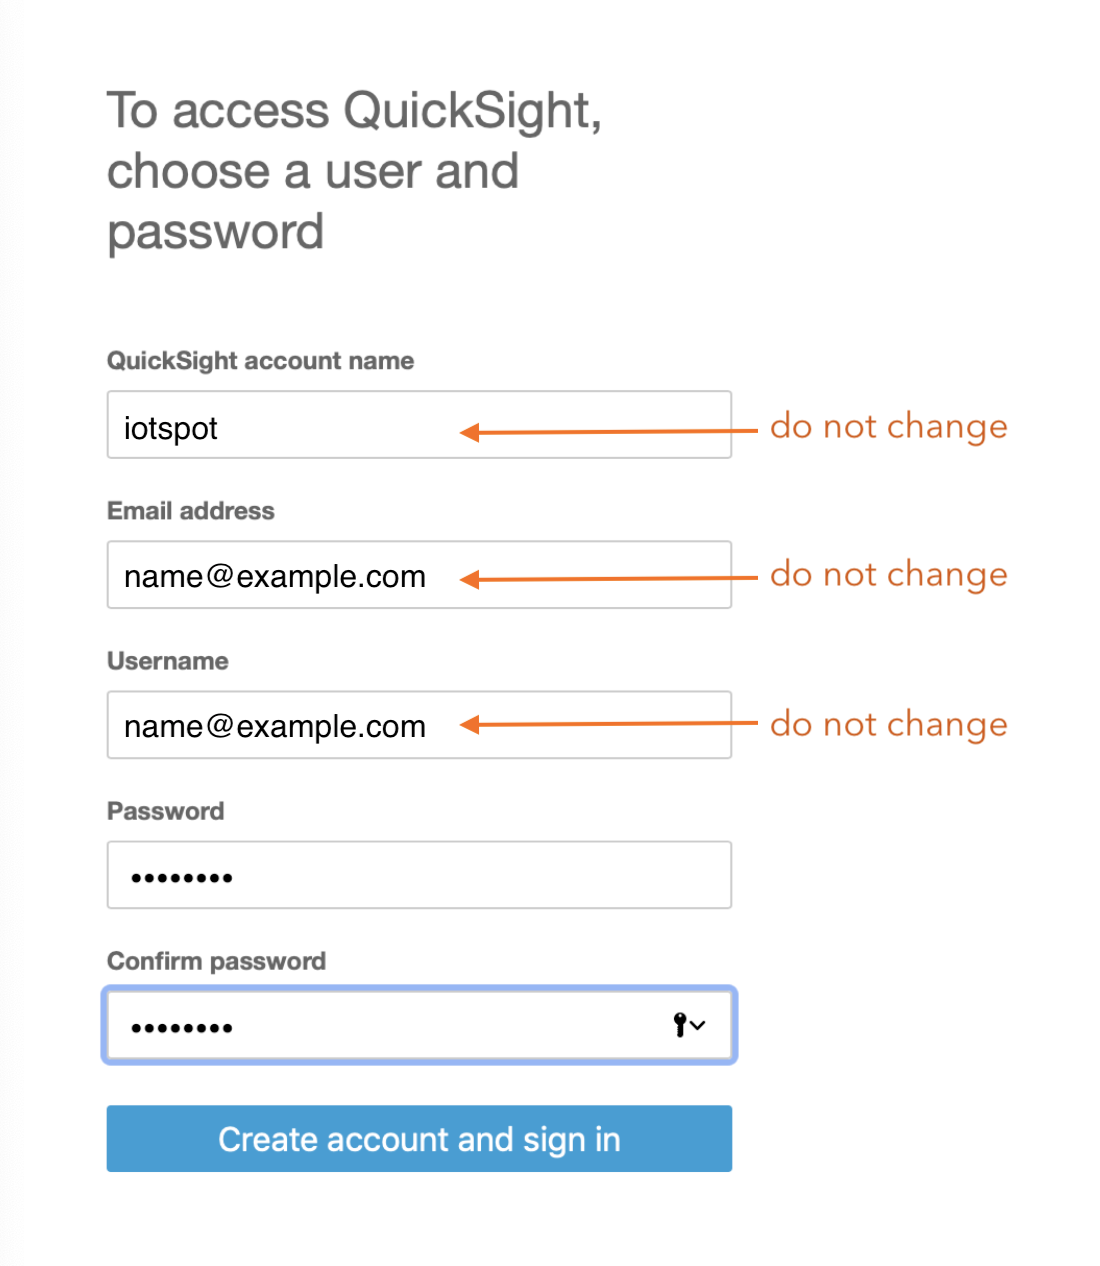 To access QuickSight,
choose a user and
password
QuickSight account name
iotspot
do not change
Email address
name@example.com
do not change
Username
name@example.com
do not change
Password
••••••••
Confirm password
••••••••
Create account and sign in